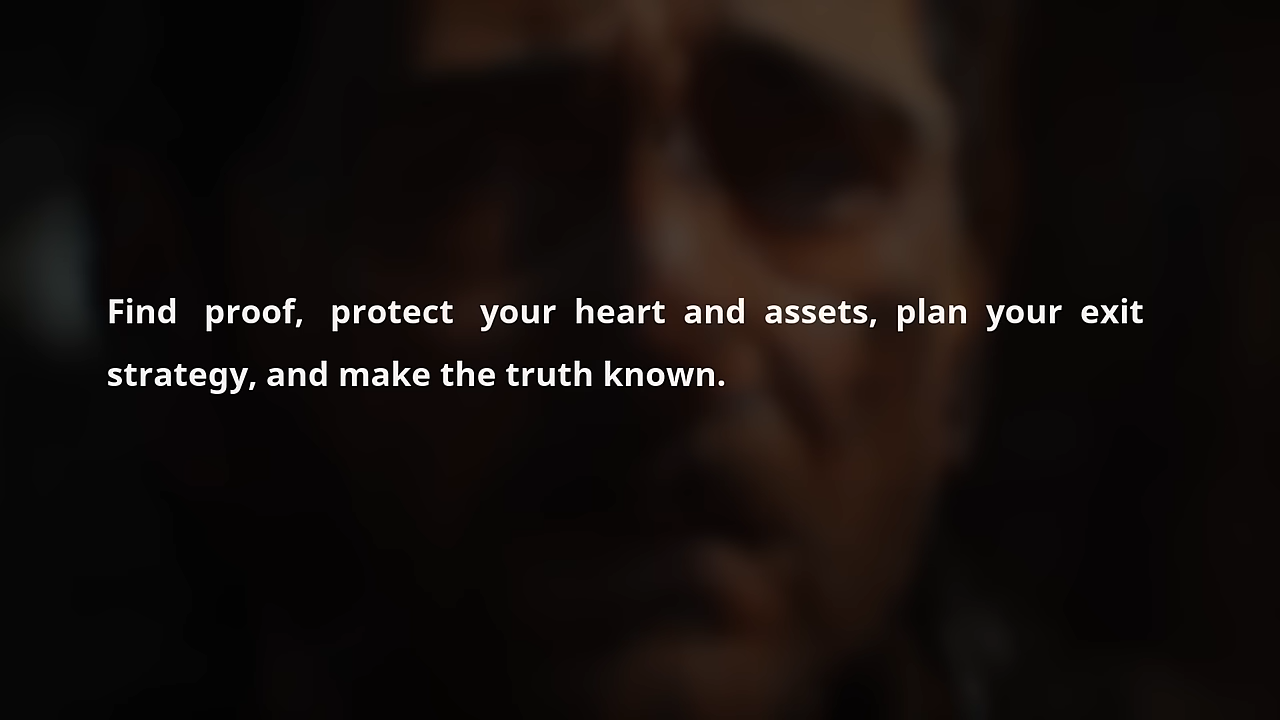 Find proof, protect your heart and assets, plan your exit
strategy, and make the truth known.